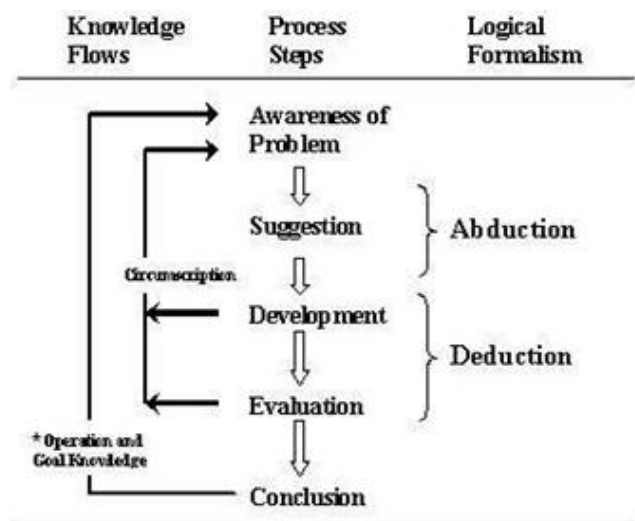 Knowledge Flows
Process Steps
Logical Formalism
Awareness of
Problem
Suggestion
Abduction
Circumscription
Development
Deduction
Evaluation
* Operation and
Goal Knowledge
Conclusion